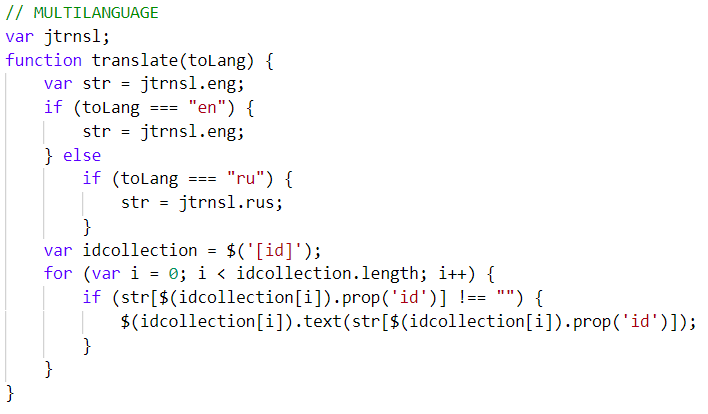 // MULTILANGUAGE
var jtrnsl;
function translate(toLang) {
    var str = jtrnsl.eng;
    if (toLang === "en") {
        str = jtrnsl.eng;
    } else
        if (toLang === "ru") {
            str = jtrnsl.rus;
        }
    var idcollection = $('[id]');
    for (var i = 0; i < idcollection.length; i++) {
        if (str[$(idcollection[i]).prop('id')] !== "") {
            $(idcollection[i]).text(str[$(idcollection[i]).prop('id')]);
        }
    }
}